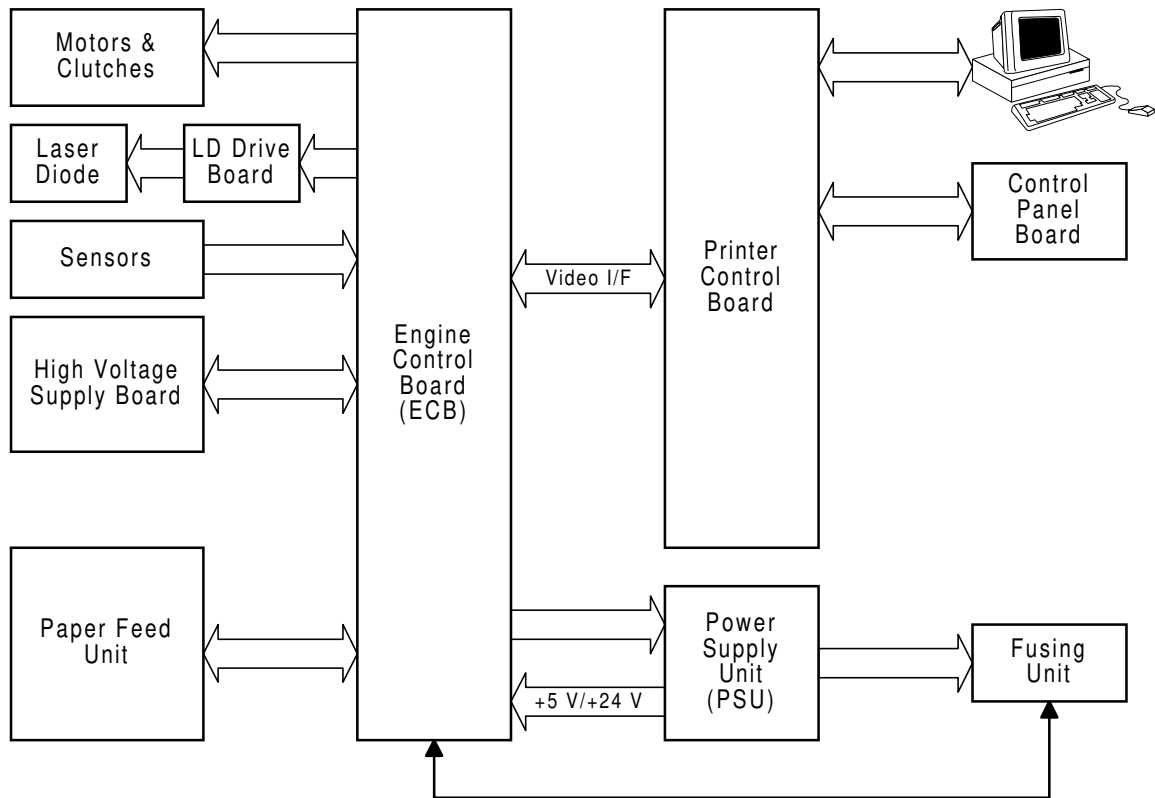 Motors &
Clutches
Laser
Diode
LD Drive
Board
Sensors
High Voltage
Supply Board
Paper Feed
Unit
Engine
Control
Board
(ECB)
Video I/F
+5 V/+24 V
Printer
Control
Board
Power
Supply
Unit
(PSU)
Control
Panel
Board
Fusing
Unit